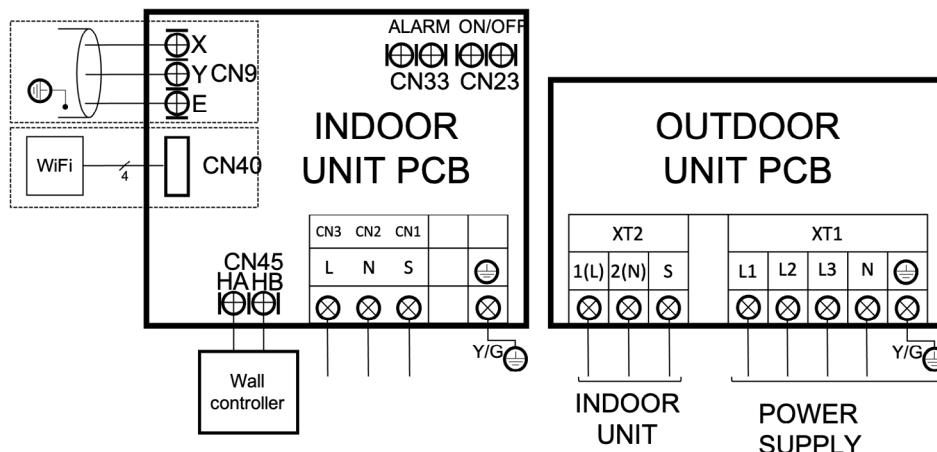 ALARM ON/OFF
X
Y CN9
E
CN33 CN23
WiFi
4
CN40
INDOOR
UNIT PCB
CN3 CN2 CN1
L N S
CN45
HA HB
Y/G
Wall
controller
OUTDOOR
UNIT PCB
XT2 XT1
1(L) 2(N) S L1 L2 L3 N
Y/G
INDOOR
UNIT
POWER
SUPPLY